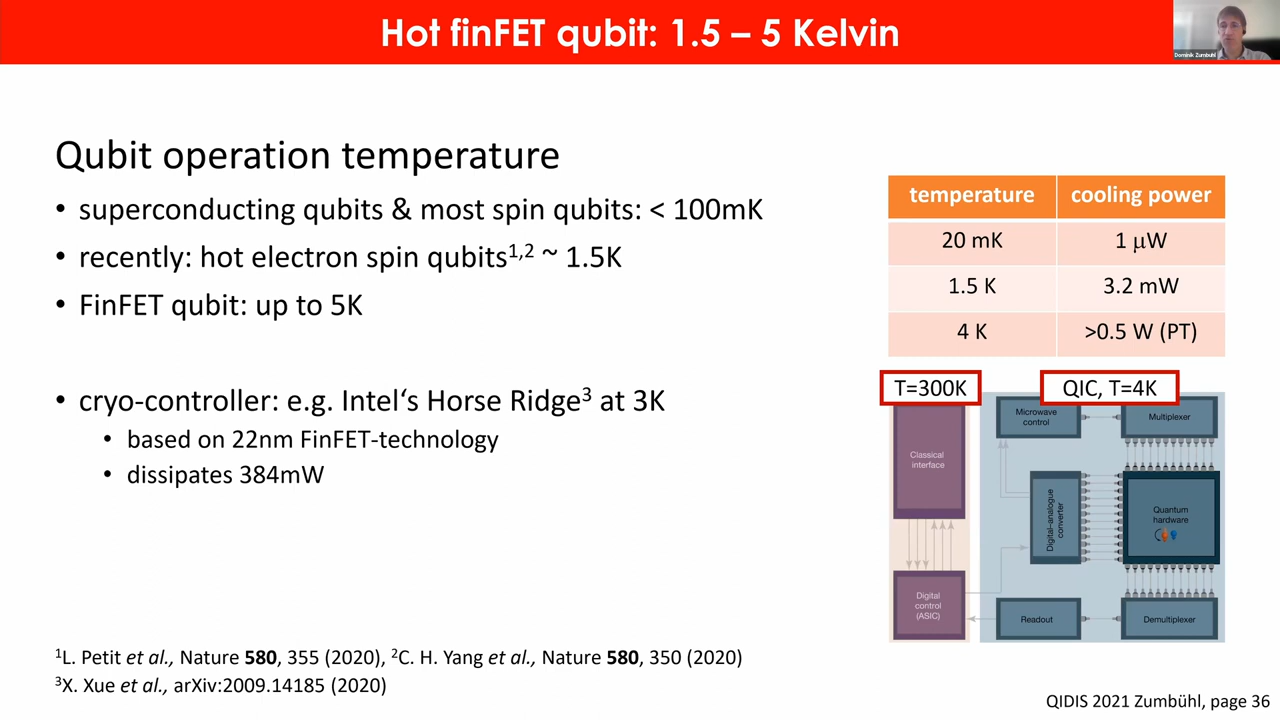 Hot finFET qubit: 1.5 – 5 Kelvin
Dominik Zumbühl
Qubit operation temperature
• superconducting qubits & most spin qubits: < 100mK
• recently: hot electron spin qubits1,2 ~ 1.5K
• FinFET qubit: up to 5K
• cryo-controller: e.g. Intel‘s Horse Ridge3 at 3K
• based on 22nm FinFET-technology
• dissipates 384mW
temperature cooling power
20 mK 1 µW
1.5 K 3.2 mW
4 K >0.5 W (PT)
T=300K QIC, T=4K
Classical
interface
Microwave
control
Multiplexer
Digital–analogue
converter
Quantum
hardware
Digital
control
(ASIC)
Readout
Demultiplexer
1L. Petit et al., Nature 580, 355 (2020), 2C. H. Yang et al., Nature 580, 350 (2020)
3X. Xue et al., arXiv:2009.14185 (2020)
QIDIS 2021 Zumbühl, page 36